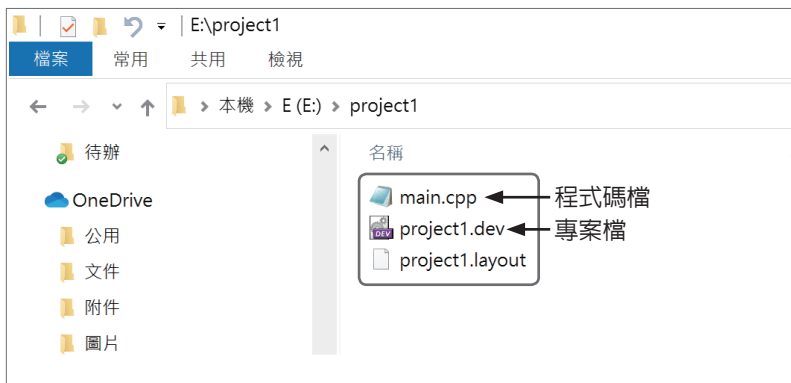 E:\project1
檔案 常用 共用 檢視
本機 E (E:) project1
待辦
名稱
OneDrive
main.cpp 程式碼檔
公用
DEV project1.dev 專案檔
文件
project1.layout
附件
圖片